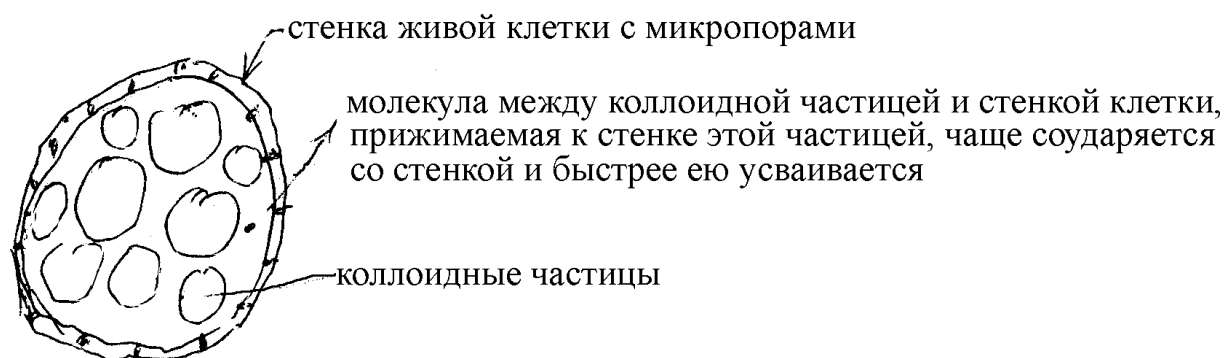 стенка живой клетки с микропорами
молекула между коллоидной частицей и стенкой клетки,
прижимаемая к стенке этой частицей, чаще соударяется
со стенкой и быстрее ею усваивается
коллоидные частицы